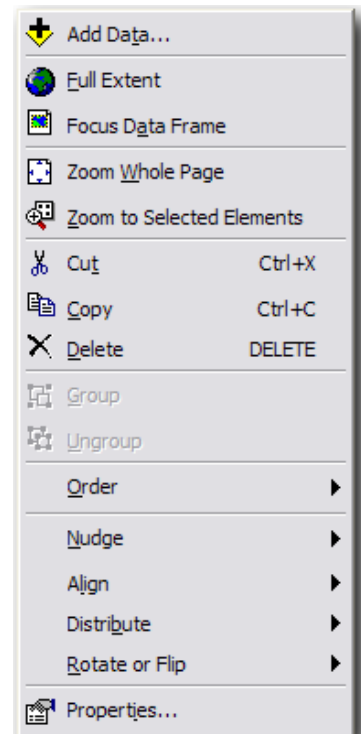 Add Data...
Full Extent
Focus Data Frame
Zoom Whole Page
Zoom to Selected Elements
Cut Ctrl+X
Copy Ctrl+C
Delete DELETE
Group
Ungroup
Order
Nudge
Align
Distribute
Rotate or Flip
Properties...